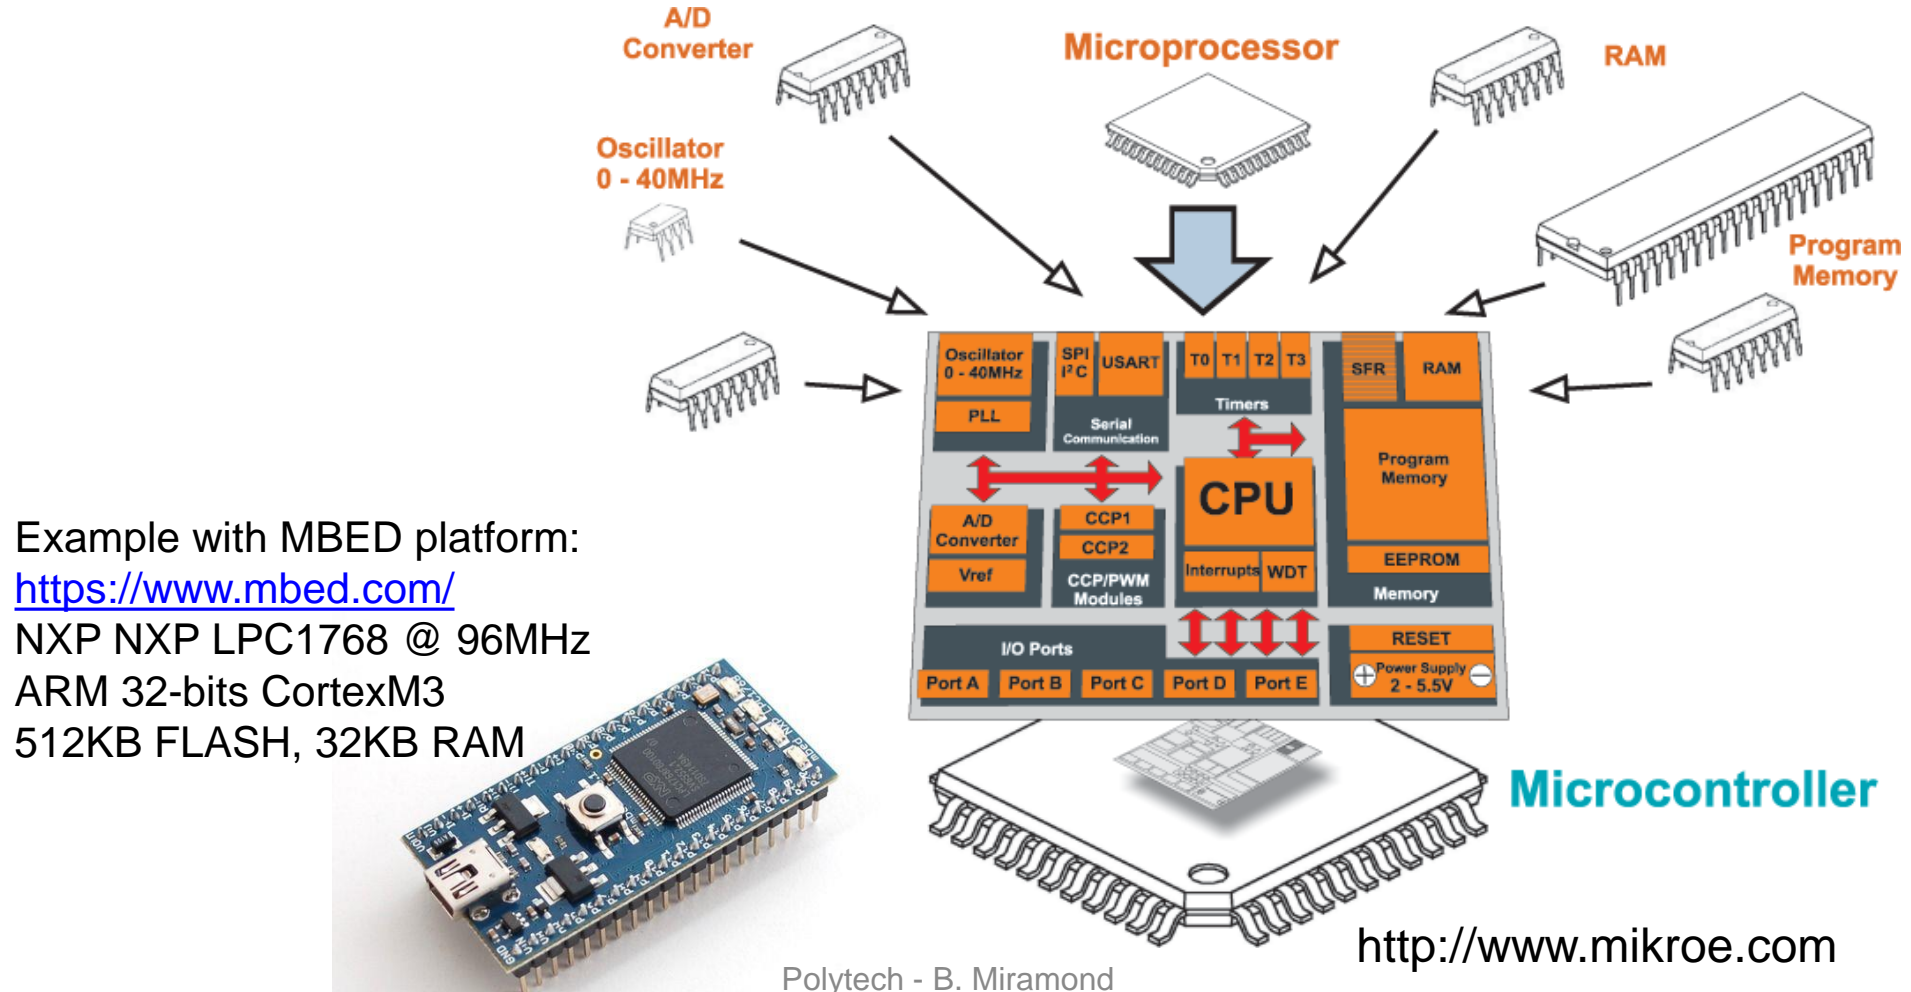 A/D
Converter
Microprocessor
RAM
Oscillator
0 - 40MHz
Program
Memory
Oscillator
0 - 40MHz
PLL
SPI
I²C
USART
Serial
Communication
T0 T1 T2 T3
Timers
SFR
RAM
Program
Memory
EEPROM
Memory
CPU
Interrupts WDT
A/D
Converter
Vref
CCP1
CCP2
CCP/PWM
Modules
I/O Ports
Port A Port B Port C Port D Port E
RESET
Power Supply
2 - 5.5V
Example with MBED platform:
https://www.mbed.com/
NXP NXP LPC1768 @ 96MHz
ARM 32-bits CortexM3
512KB FLASH, 32KB RAM
Microcontroller
http://www.mikroe.com
Polytech - B. Miramond